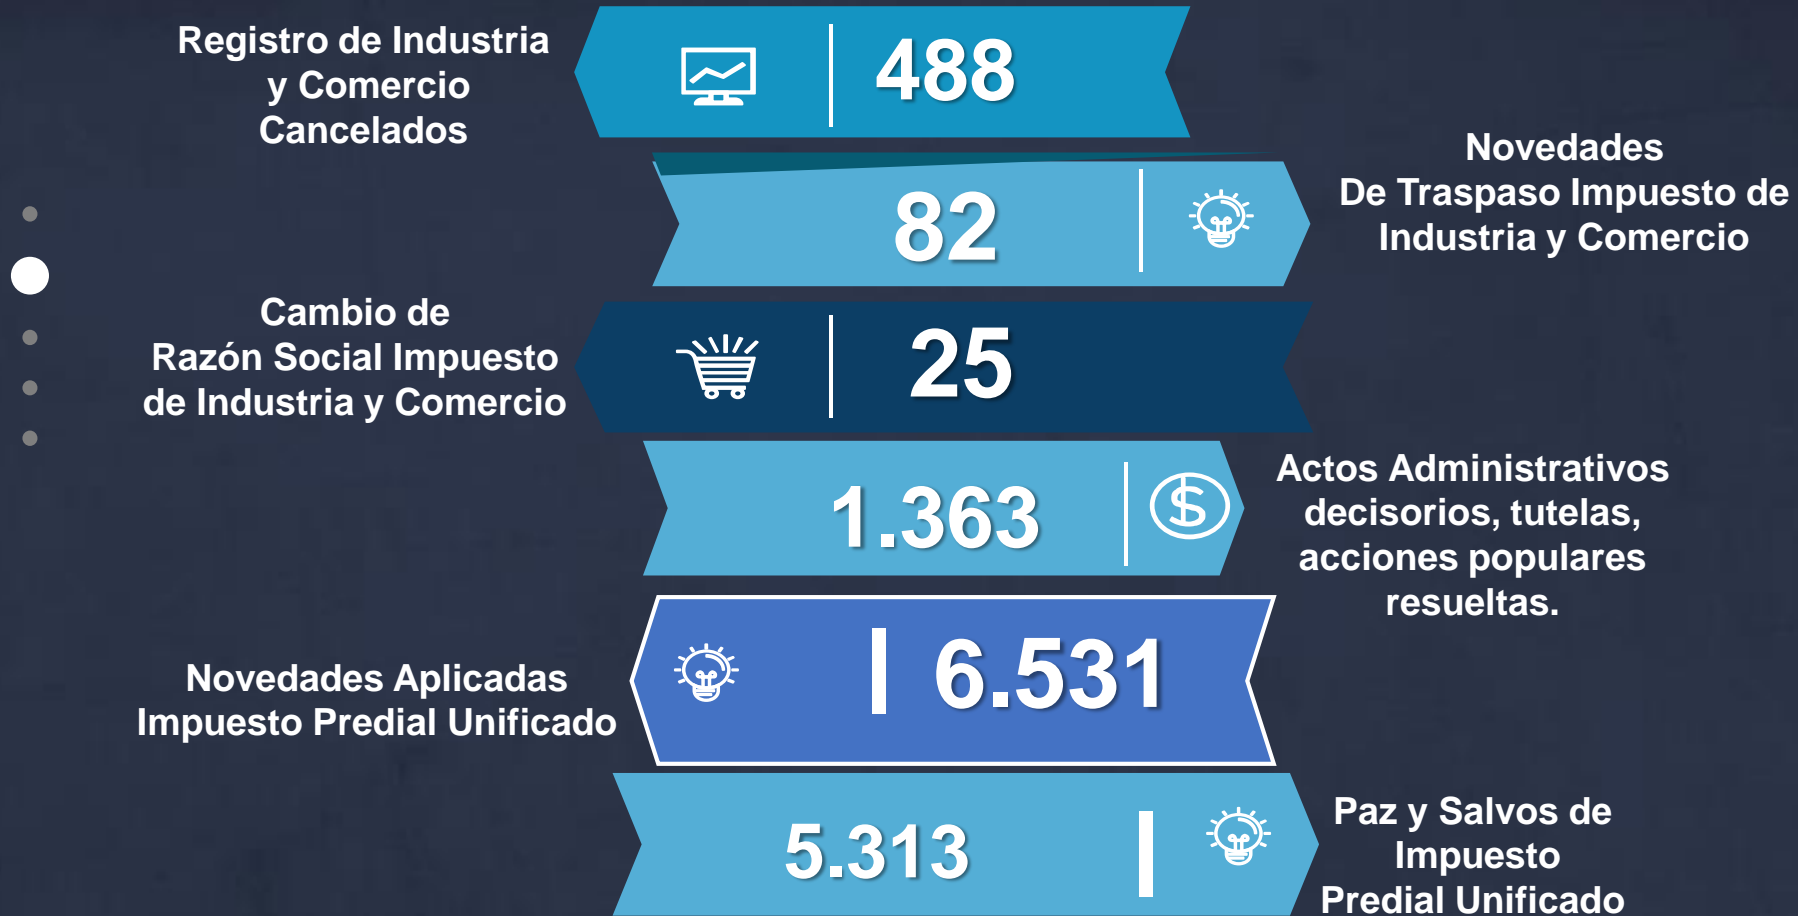 Registro de Industria
y Comercio
Cancelados
488
82
Novedades
De Traspaso Impuesto de
Industria y Comercio
Cambio de
Razón Social Impuesto
de Industria y Comercio
25
1.363
Actos Administrativos
decisorios, tutelas,
acciones populares
resueltas.
Novedades Aplicadas
Impuesto Predial Unificado
6.531
5.313
Paz y Salvos de
Impuesto
Predial Unificado